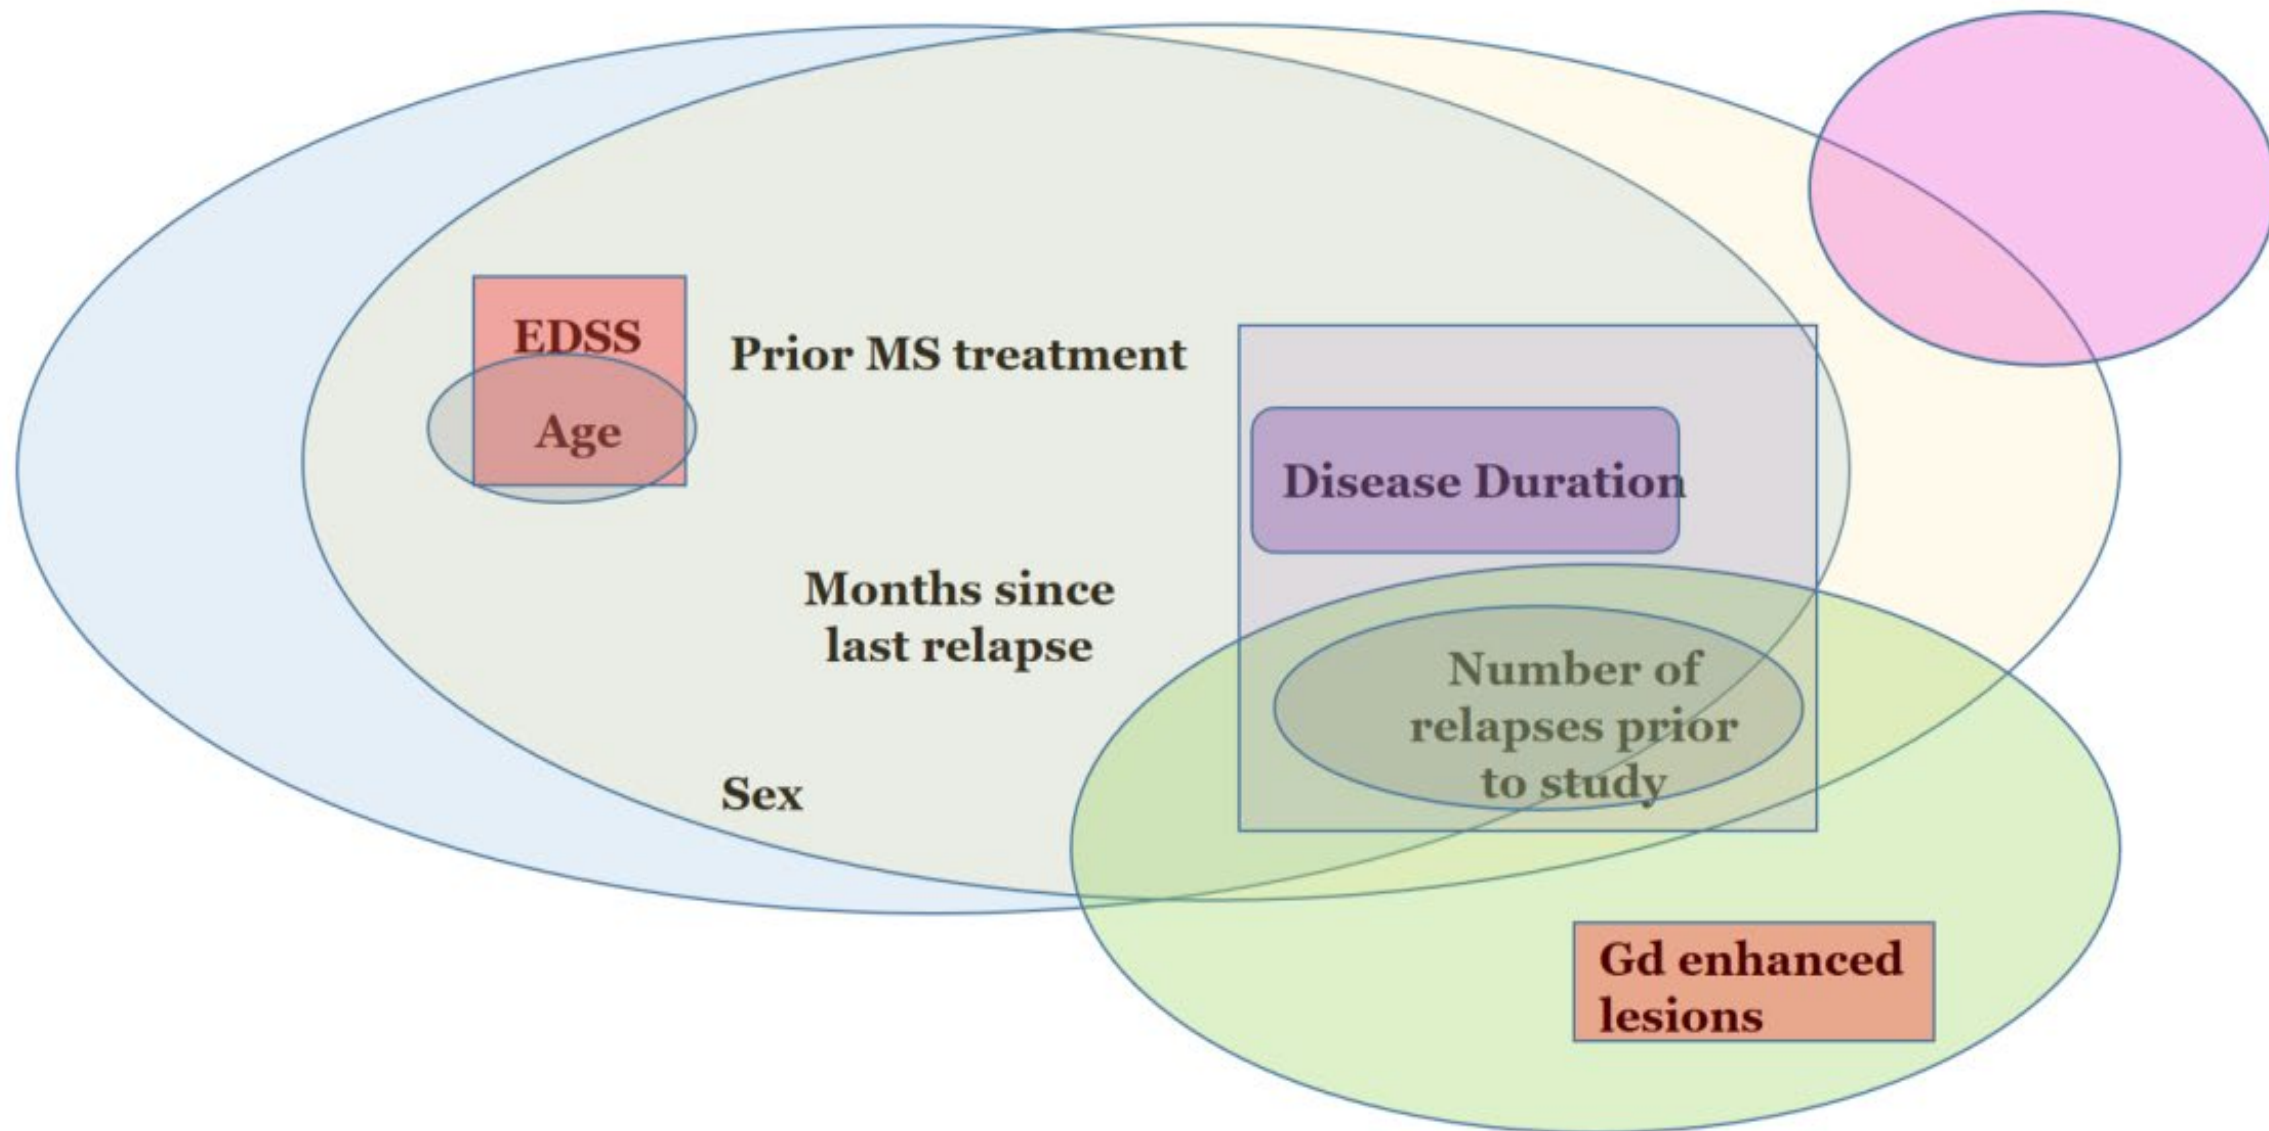 EDSS
Prior MS treatment
Age
Disease Duration
Months since
last relapse
Number of
relapses prior
to study
Sex
Gd enhanced
lesions